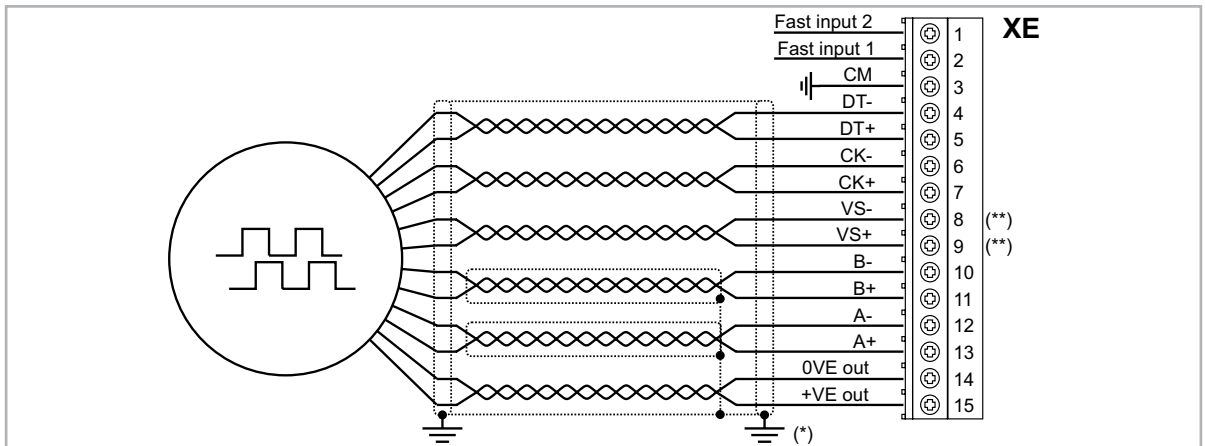 Fast input 2 1 XE
Fast input 1 2
CM 3
DT- 4
DT+ 5
CK- 6
CK+ 7
VS- 8 (**)
VS+ 9 (**)
B- 10
B+ 11
A- 12
A+ 13
0VE out 14
+VE out 15
(*)